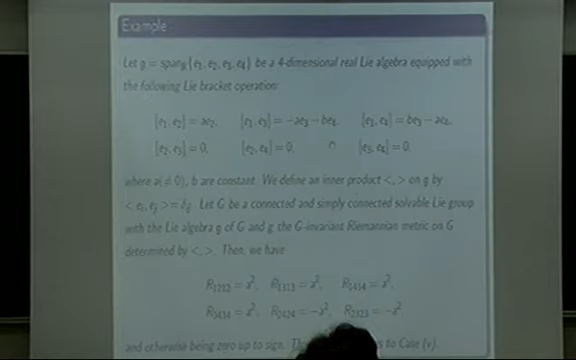 Example
Let g = span_R{e₁, e₂, e₃, e₄} be a 4-dimensional real Lie algebra equipped with
the following Lie bracket operation:
[e₁, e₂] = ae₂, [e₁, e₃] = −ae₃ − be₄, [e₁, e₄] = be₃ − ae₄,
[e₂, e₃] = 0, [e₂, e₄] = 0, [e₃, e₄] = 0,
where a(≠ 0), b are constant. We define an inner product <, > on g by
< eᵢ, eⱼ >= δᵢⱼ. Let G be a connected and simply connected solvable Lie group
with the Lie algebra g of G and g the G-invariant Riemannian metric on G
determined by <, >. Then, we have
R₁₂₁₂ = a², R₁₃₁₃ = a², R₁₄₁₄ = a²,
R₃₄₃₄ = a², R₂₄₂₄ = −a², R₂₃₂₃ = −a²
and otherwise being zero up to sign. to Case (v).